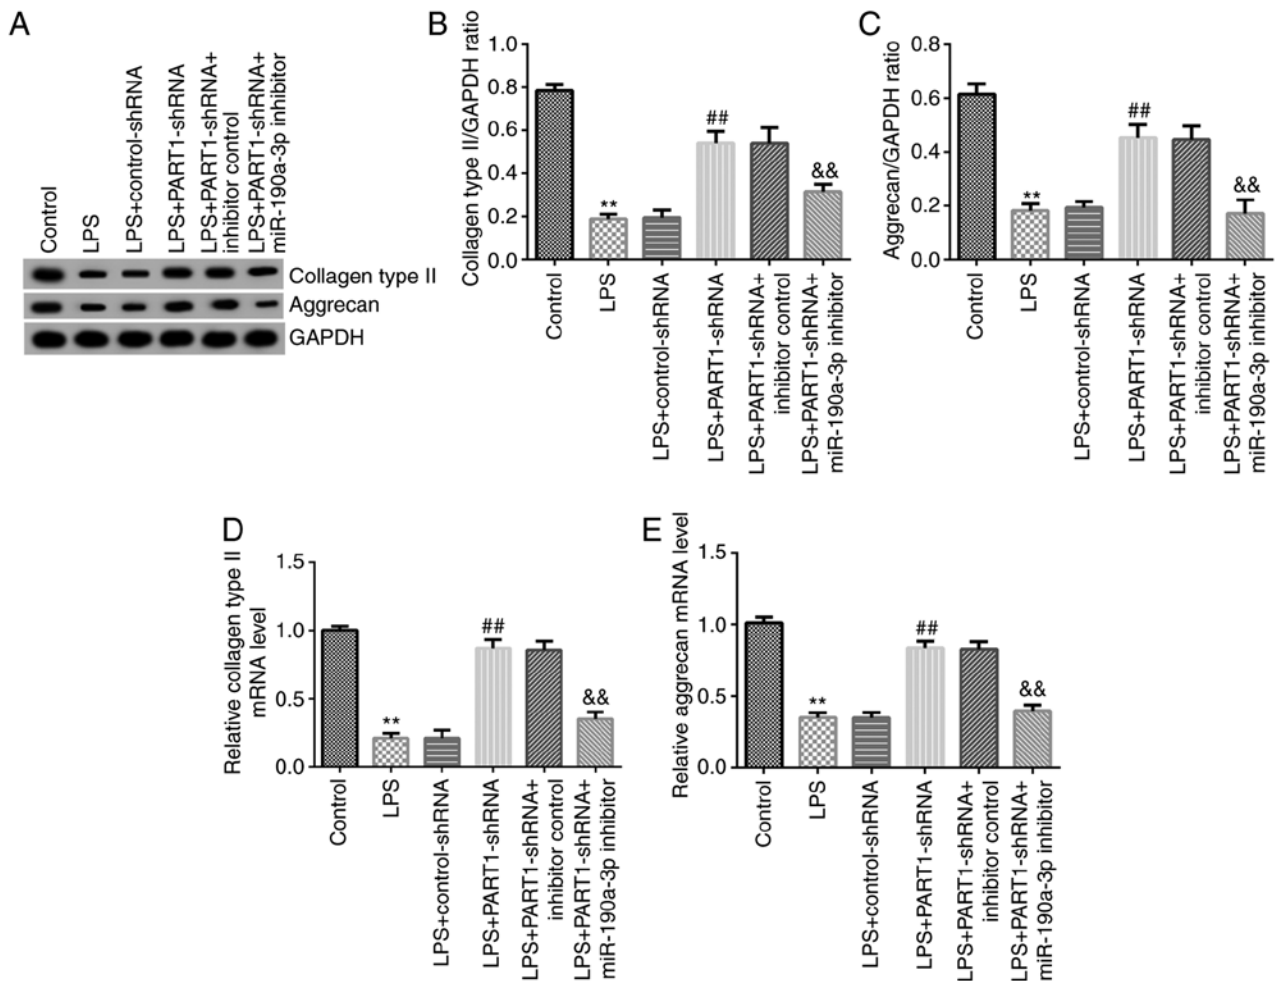 A
Control
LPS
LPS+control-shRNA
LPS+PART1-shRNA
LPS+PART1-shRNA+
inhibitor control
LPS+PART1-shRNA+
miR-190a-3p inhibitor
Collagen type II
Aggrecan
GAPDH
B
Collagen type II/GAPDH ratio
1.0
0.8
0.6
0.4
0.2
0.0
**
##
&&
Control
LPS
LPS+control-shRNA
LPS+PART1-shRNA
LPS+PART1-shRNA+
inhibitor control
LPS+PART1-shRNA+
miR-190a-3p inhibitor
C
Aggrecan/GAPDH ratio
0.8
0.6
0.4
0.2
0.0
**
##
&&
Control
LPS
LPS+control-shRNA
LPS+PART1-shRNA
LPS+PART1-shRNA+
inhibitor control
LPS+PART1-shRNA+
miR-190a-3p inhibitor
D
Relative collagen type II
mRNA level
1.5
1.0
0.5
0.0
**
##
&&
Control
LPS
LPS+control-shRNA
LPS+PART1-shRNA
LPS+PART1-shRNA+
inhibitor control
LPS+PART1-shRNA+
miR-190a-3p inhibitor
E
Relative aggrecan mRNA level
1.5
1.0
0.5
0.0
**
##
&&
Control
LPS
LPS+control-shRNA
LPS+PART1-shRNA
LPS+PART1-shRNA+
inhibitor control
LPS+PART1-shRNA+
miR-190a-3p inhibitor